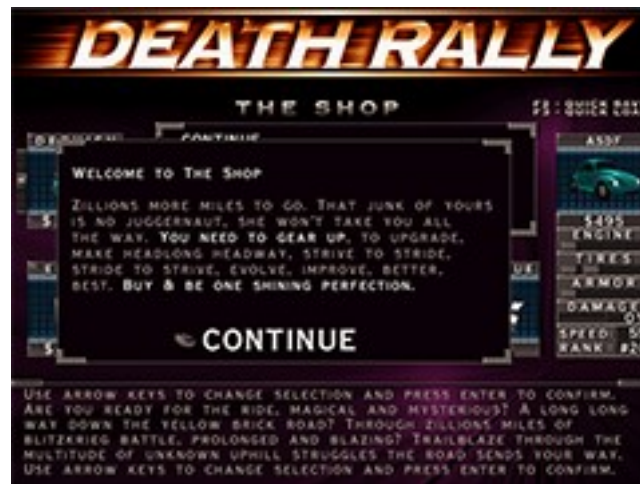 DEATH RALLY
THE SHOP
CONTINUE
ASDF
WELCOME TO THE SHOP
ZILLIONS MORE MILES TO GO. THAT JUNK OF YOURS
IS NO JUGGERNAUT, SHE WON'T TAKE YOU ALL
THE WAY. YOU NEED TO GEAR UP, TO UPGRADE,
MAKE HEADLONG HEADWAY, STRIVE TO STRIDE,
STRIDE TO STRIVE, EVOLVE, IMPROVE, BETTER,
BEST. BUY & BE ONE SHINING PERFECTION.
CONTINUE
$495
ENGINE
TIRES
ARMOR
DAMAGE
SPEED
RANK
USE ARROW KEYS TO CHANGE SELECTION AND PRESS ENTER TO CONFIRM.
ARE YOU READY FOR THE RIDE, MAGICAL AND MYSTERIOUS? A LONG LONG
WAY DOWN THE YELLOW BRICK ROAD? THROUGH ZILLIONS MILES OF
BLITZKRIEG BATTLE, PROLONGED AND BLAZING? TRAILBLAZE THROUGH THE
MULTITUDE OF UNKNOWN UPHILL STRUGGLES THE ROAD SENDS YOUR WAY.
USE ARROW KEYS TO CHANGE SELECTION AND PRESS ENTER TO CONFIRM.